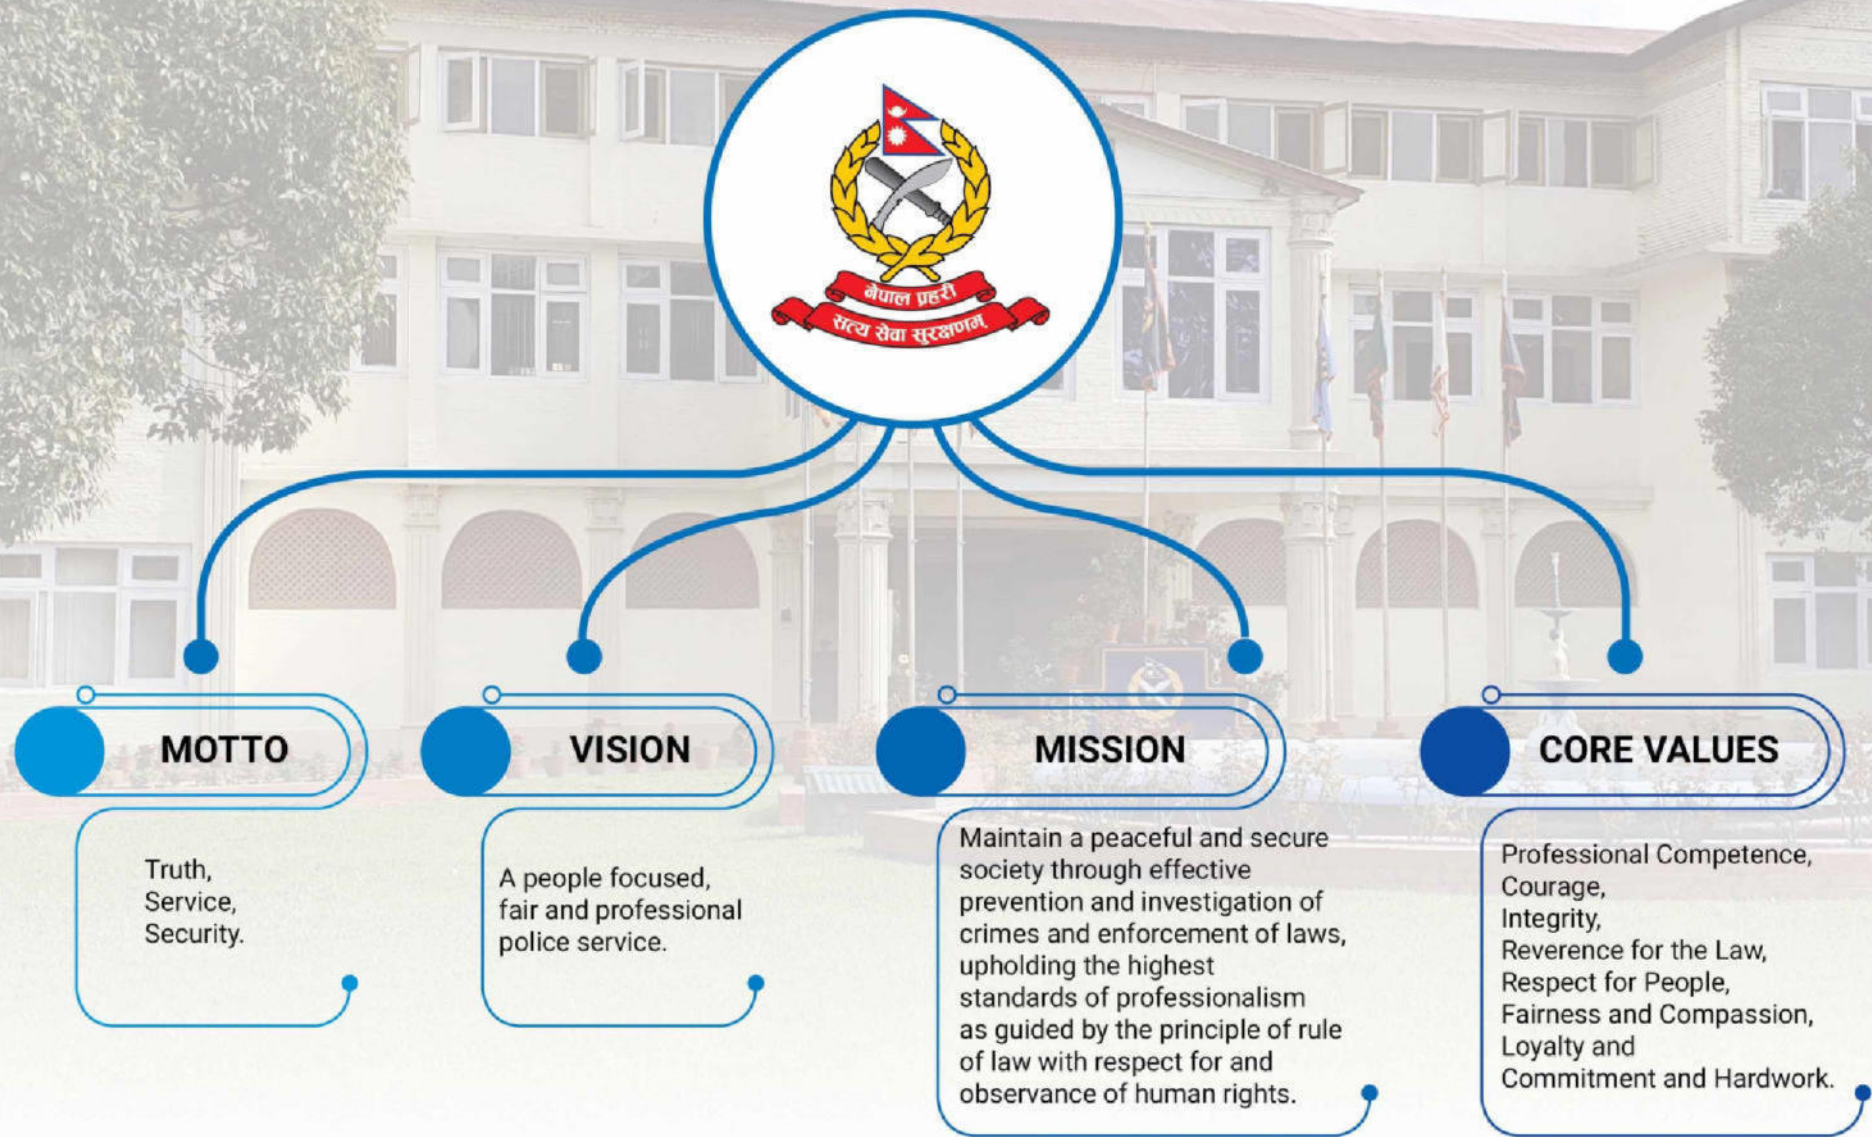 नेपाल प्रहरी
सत्य सेवा सुरक्षणम्
MOTTO
Truth,
Service,
Security.
VISION
A people focused,
fair and professional
police service.
MISSION
Maintain a peaceful and secure
society through effective
prevention and investigation of
crimes and enforcement of laws,
upholding the highest
standards of professionalism
as guided by the principle of rule
of law with respect for and
observance of human rights.
CORE VALUES
Professional Competence,
Courage,
Integrity,
Reverence for the Law,
Respect for People,
Fairness and Compassion,
Loyalty and
Commitment and Hardwork.